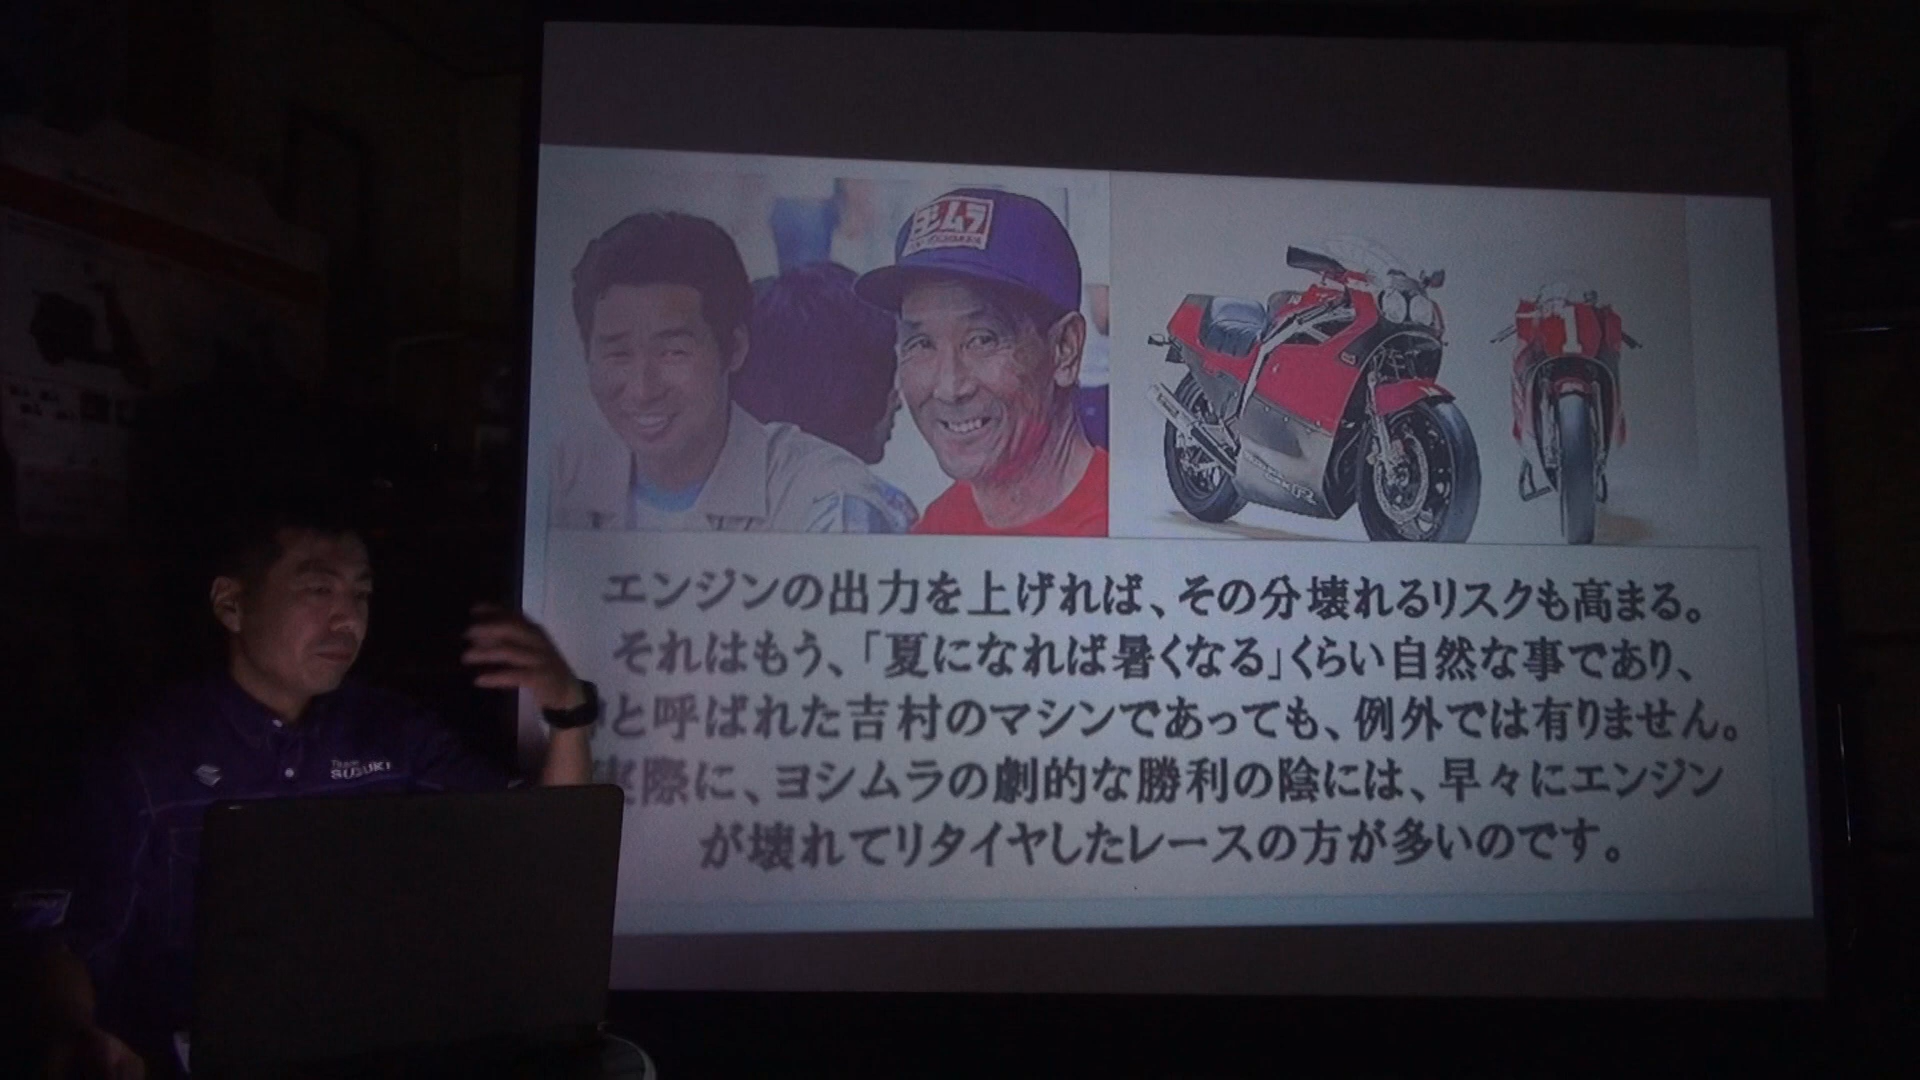 ヨシムラ
エンジンの出力を上げれば、その分壊れるリスクも高まる。
それはもう、「夏になれば暑くなる」くらい自然な事であり、
と呼ばれた吉村のマシンであっても、例外では有りません。
実際に、ヨシムラの劇的な勝利の陰には、早々にエンジン
が壊れてリタイヤしたレースの方が多いのです。
Team
SUZUKI